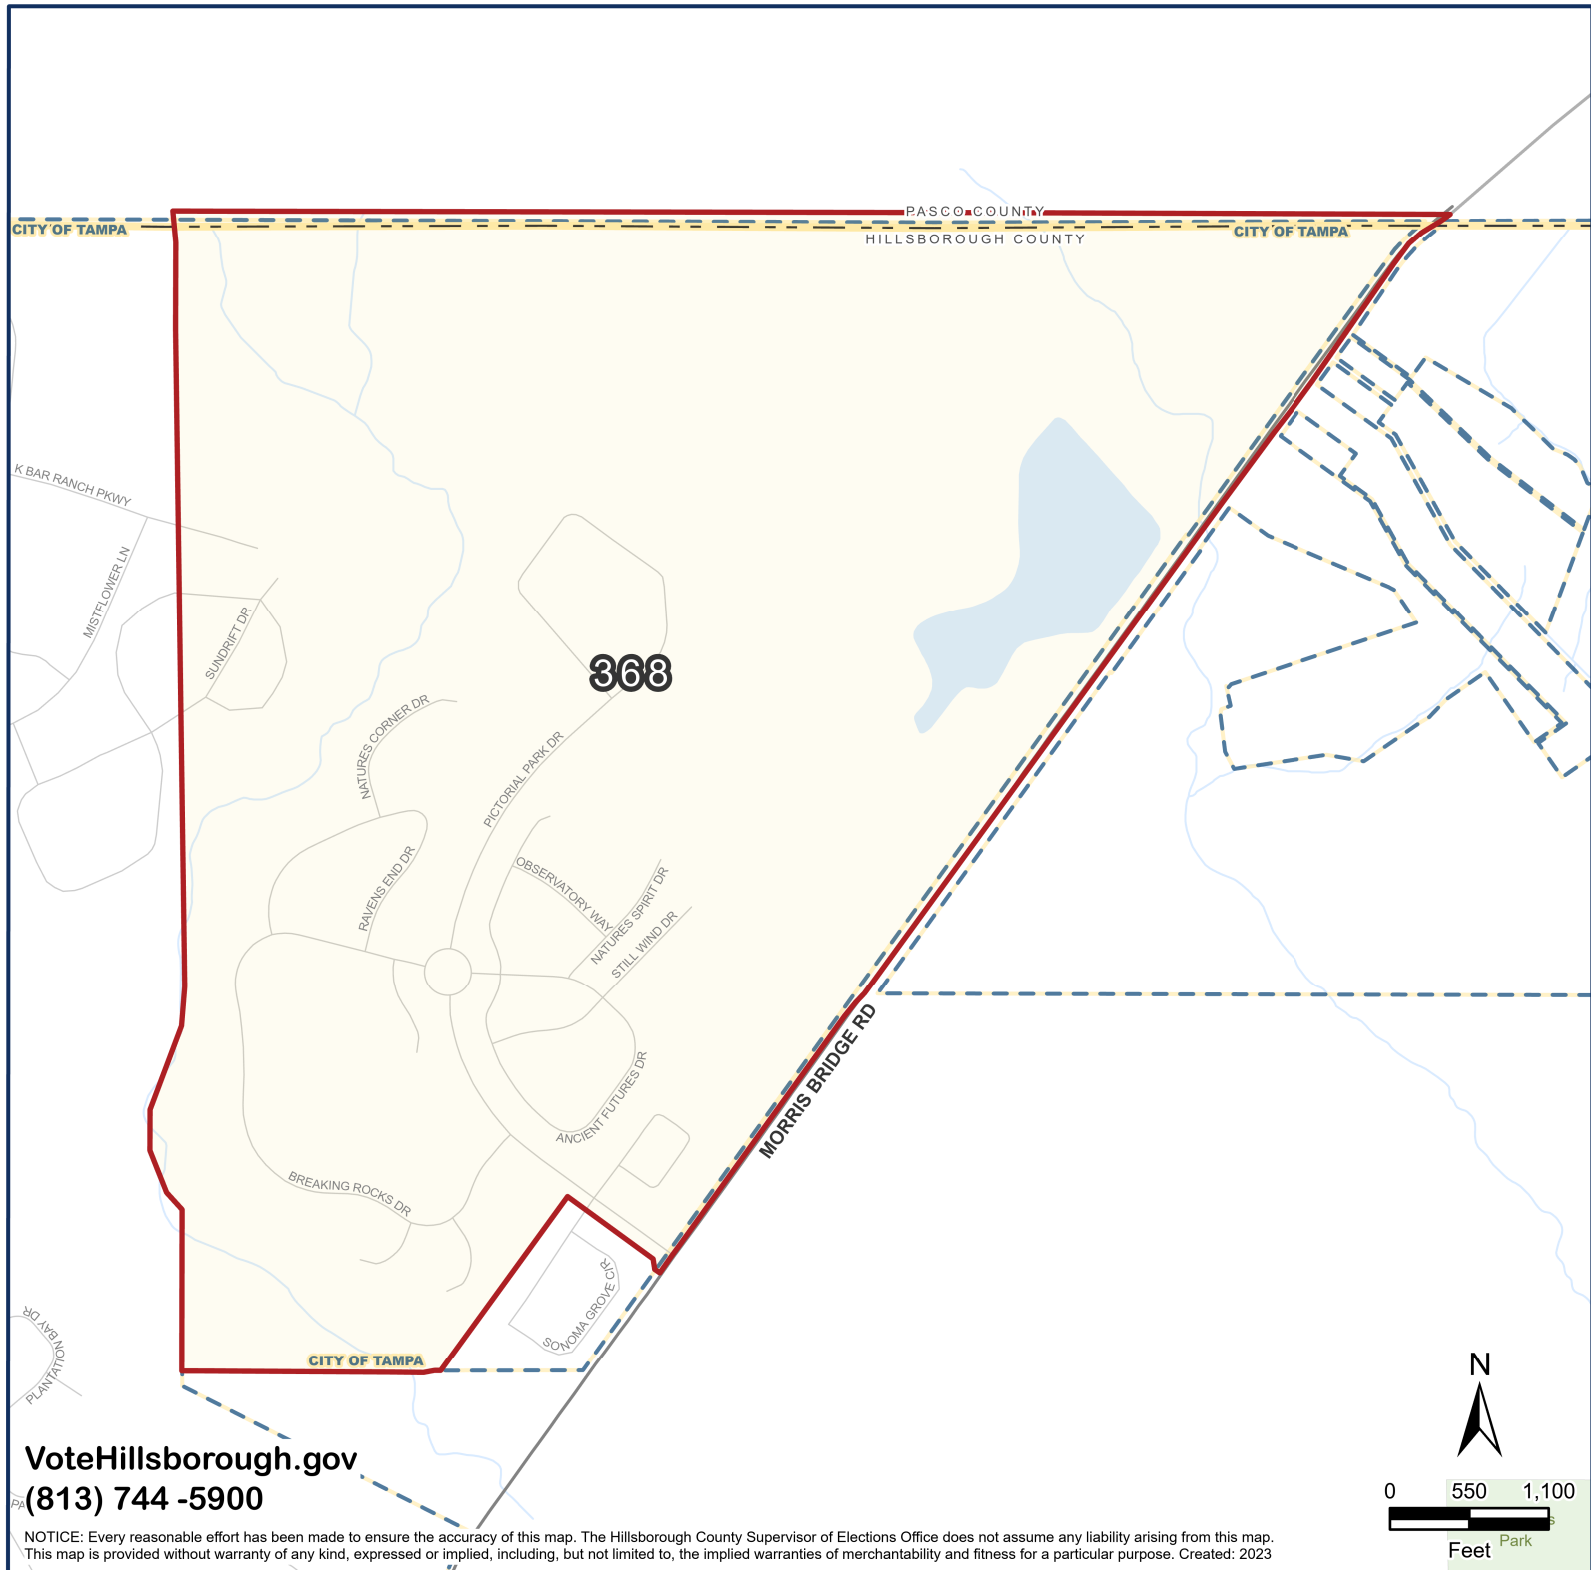 PASCO COUNTY
CITY OF TAMPA
HILLSBOROUGH COUNTY
CITY OF TAMPA
K BAR RANCH PKWY
MISTFLOWER LN
SUNDRIFT DR
368
NATURES CORNER DR
PICTORIAL PARK DR
RAVENS END DR
OBSERVATORY WAY
NATURES SPIRIT DR
STILL WIND DR
MORRIS BRIDGE RD
ANCIENT FUTURES DR
BREAKING ROCKS DR
SONOMA GROVE CIR
PLANTATION BAY DR
CITY OF TAMPA
N
VoteHillsborough.gov
(813) 744 -5900
0 550 1,100
Feet
Park
NOTICE: Every reasonable effort has been made to ensure the accuracy of this map. The Hillsborough County Supervisor of Elections Office does not assume any liability arising from this map.
This map is provided without warranty of any kind, expressed or implied, including, but not limited to, the implied warranties of merchantability and fitness for a particular purpose. Created: 2023